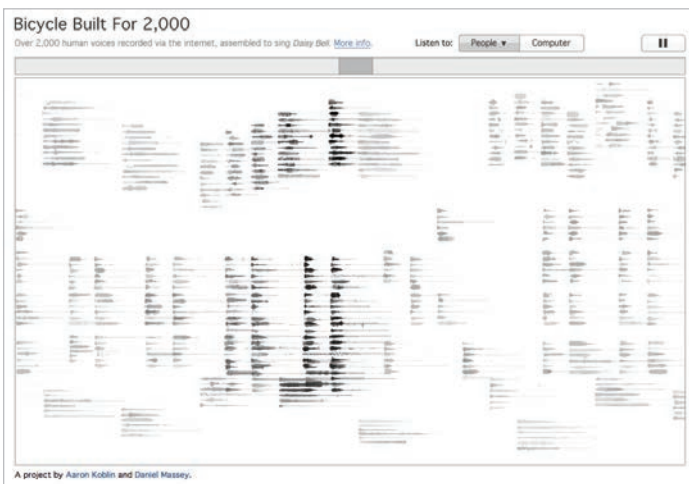 Bicycle Built For 2,000
Over 2,000 human voices recorded via the internet, assembled to sing Daisy Bell. More info.
Listen to: People ▾ Computer
A project by Aaron Koblin and Daniel Massey.